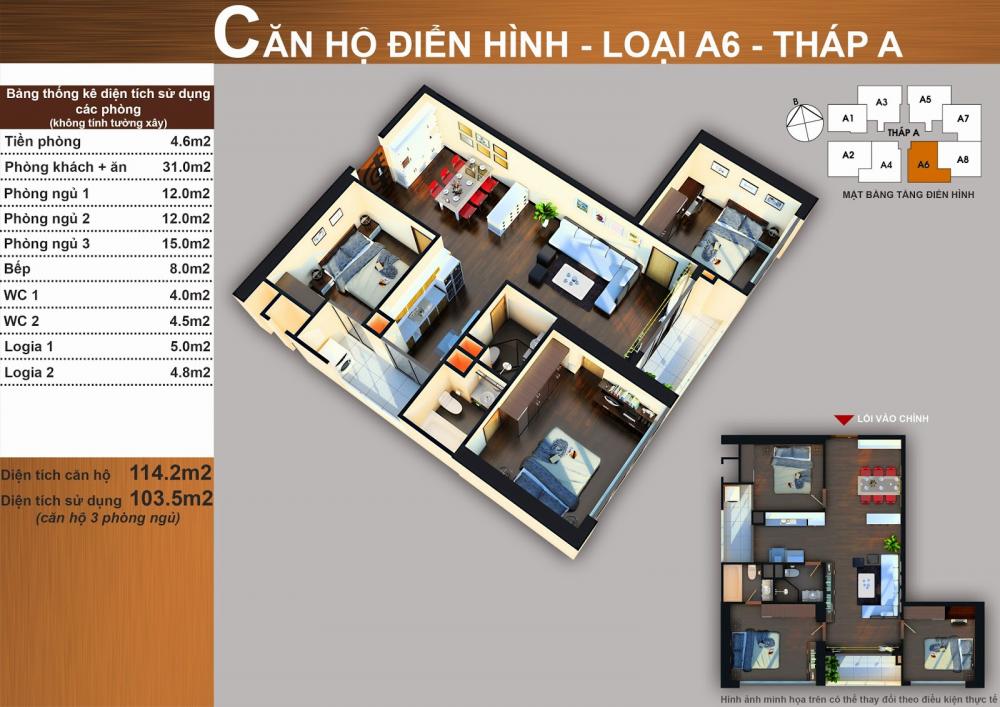 CĂN HỘ ĐIỂN HÌNH - LOẠI A6 - THÁP A
Bảng thống kê diện tích sử dụng
các phòng
(không tính tường xây)
Tiền phòng 4.6m2
Phòng khách + ăn 31.0m2
Phòng ngủ 1 12.0m2
Phòng ngủ 2 12.0m2
Phòng ngủ 3 15.0m2
Bếp 8.0m2
WC 1 4.0m2
WC 2 4.5m2
Logia 1 5.0m2
Logia 2 4.8m2
Diện tích căn hộ 114.2m2
Diện tích sử dụng 103.5m2
(căn hộ 3 phòng ngủ)
B
A3 A5
A1 A7
THÁP A
A2 A4 A6 A8
MẶT BẰNG TẦNG ĐIỂN HÌNH
LỐI VÀO CHÍNH
Hình ảnh minh họa trên có thể thay đổi theo điều kiện thực tế